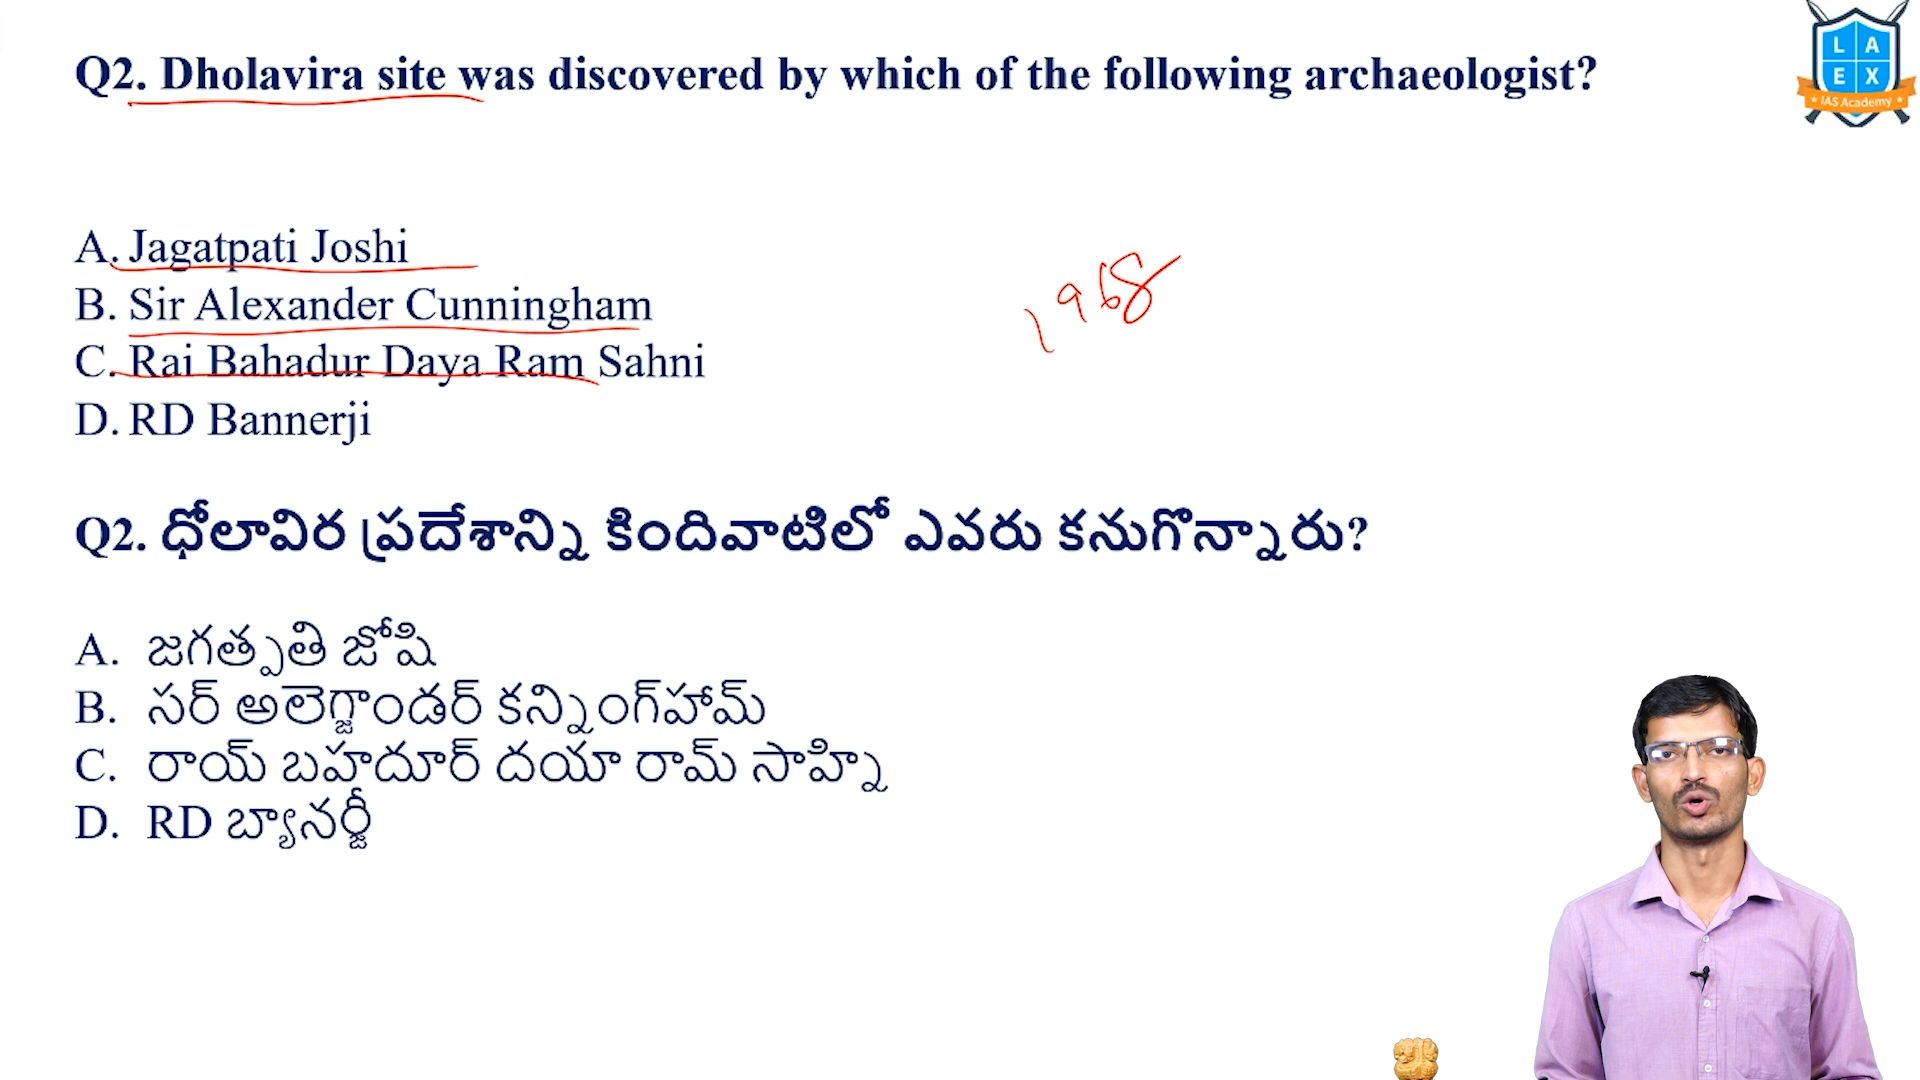 Q2. Dholavira site was discovered by which of the following archaeologist?
L A
E X
IAS Academy
A. Jagatpati Joshi
B. Sir Alexander Cunningham
C. Rai Bahadur Daya Ram Sahni
D. RD Bannerji
1968
Q2. ధోలావిర ప్రదేశాన్ని కిందివాటిలో ఎవరు కనుగొన్నారు?
A. జగత్పతి జోషి
B. సర్ అలెగ్జాండర్ కన్నింగ్‌హామ్
C. రాయ్ బహదూర్ దయా రామ్ సాహ్ని
D. RD బ్యానర్జీ